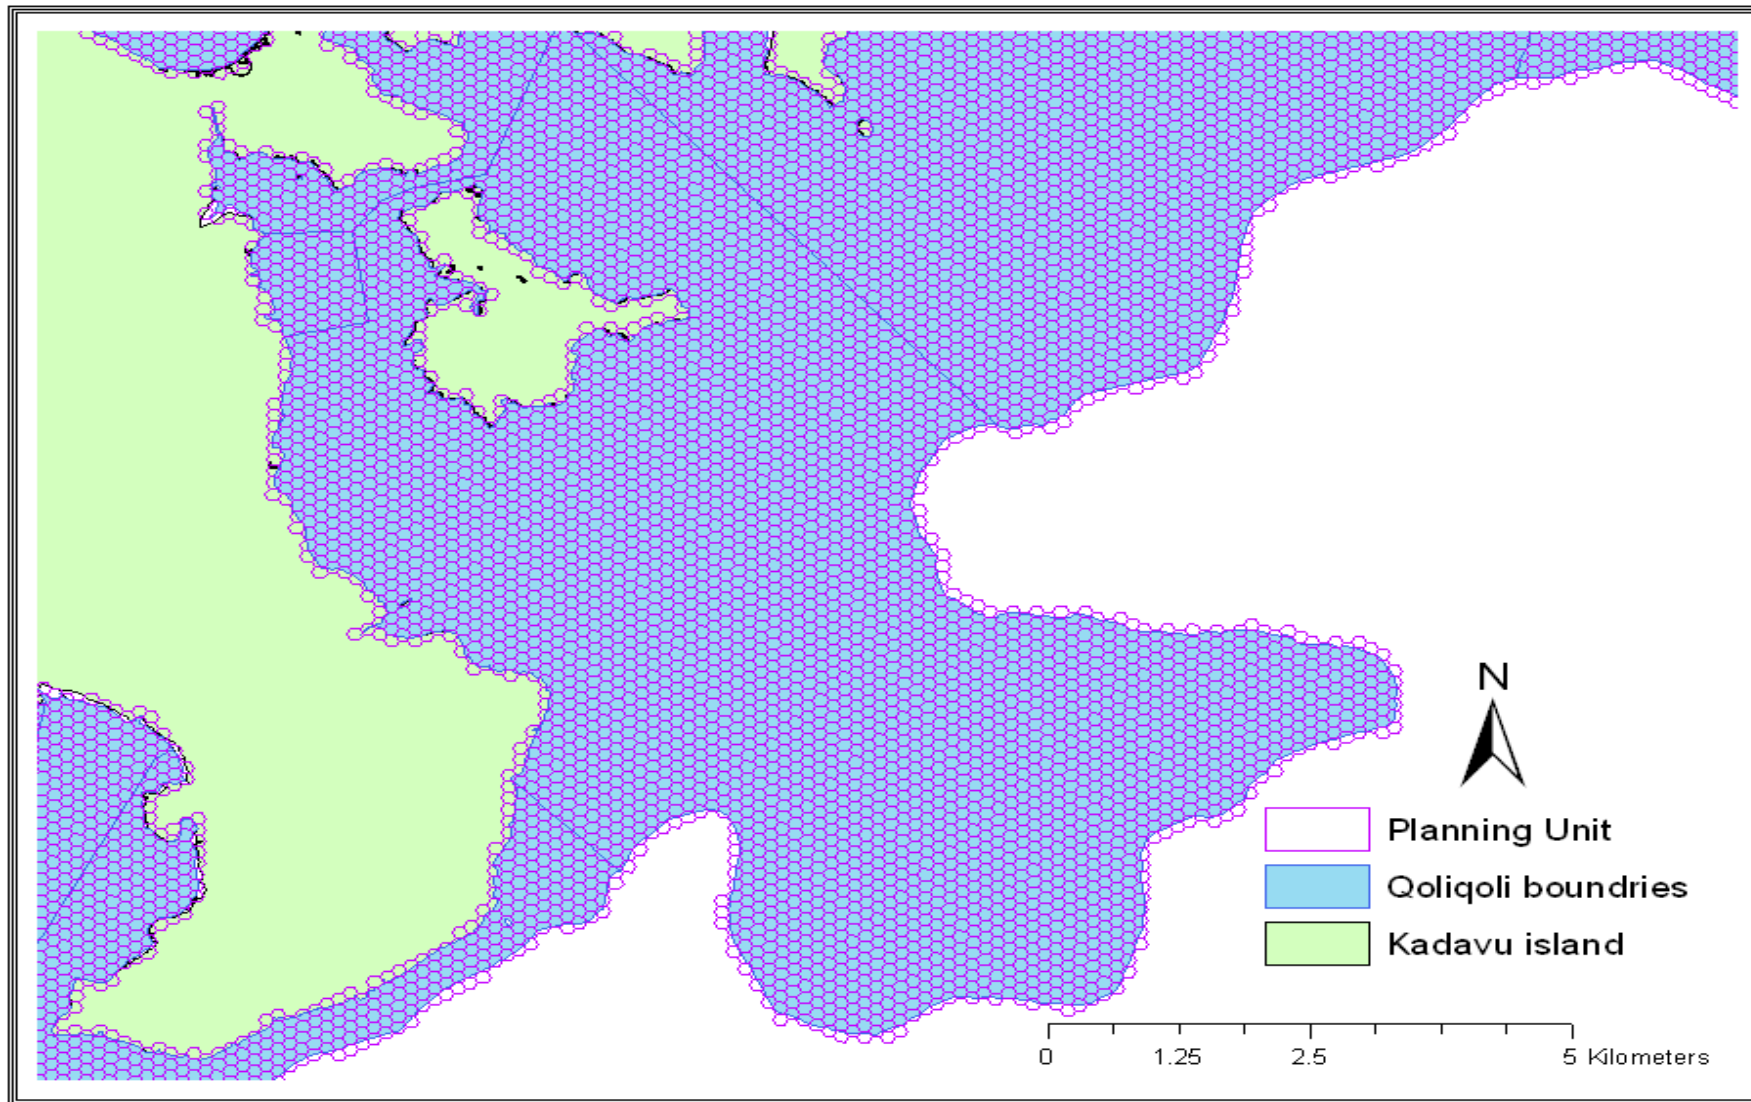 N
Planning Unit
Qoliqoli boundries
Kadavu island
0 1.25 2.5 5 Kilometers